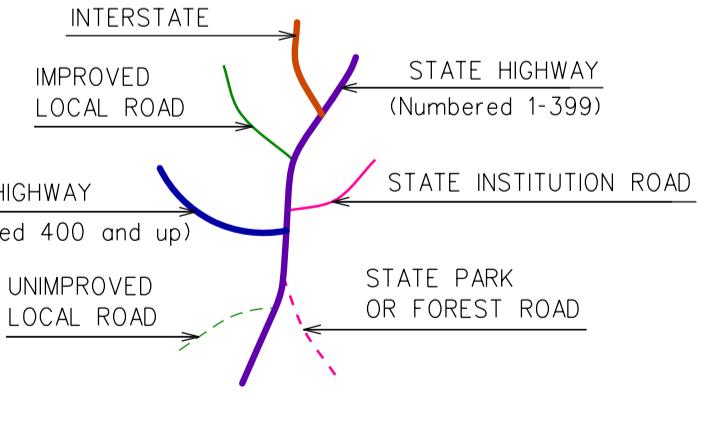 INTERSTATE
IMPROVED
LOCAL ROAD
STATE HIGHWAY
(Numbered 1-399)
HIGHWAY
STATE INSTITUTION ROAD
ed 400 and up)
UNIMPROVED
LOCAL ROAD
STATE PARK
OR FOREST ROAD